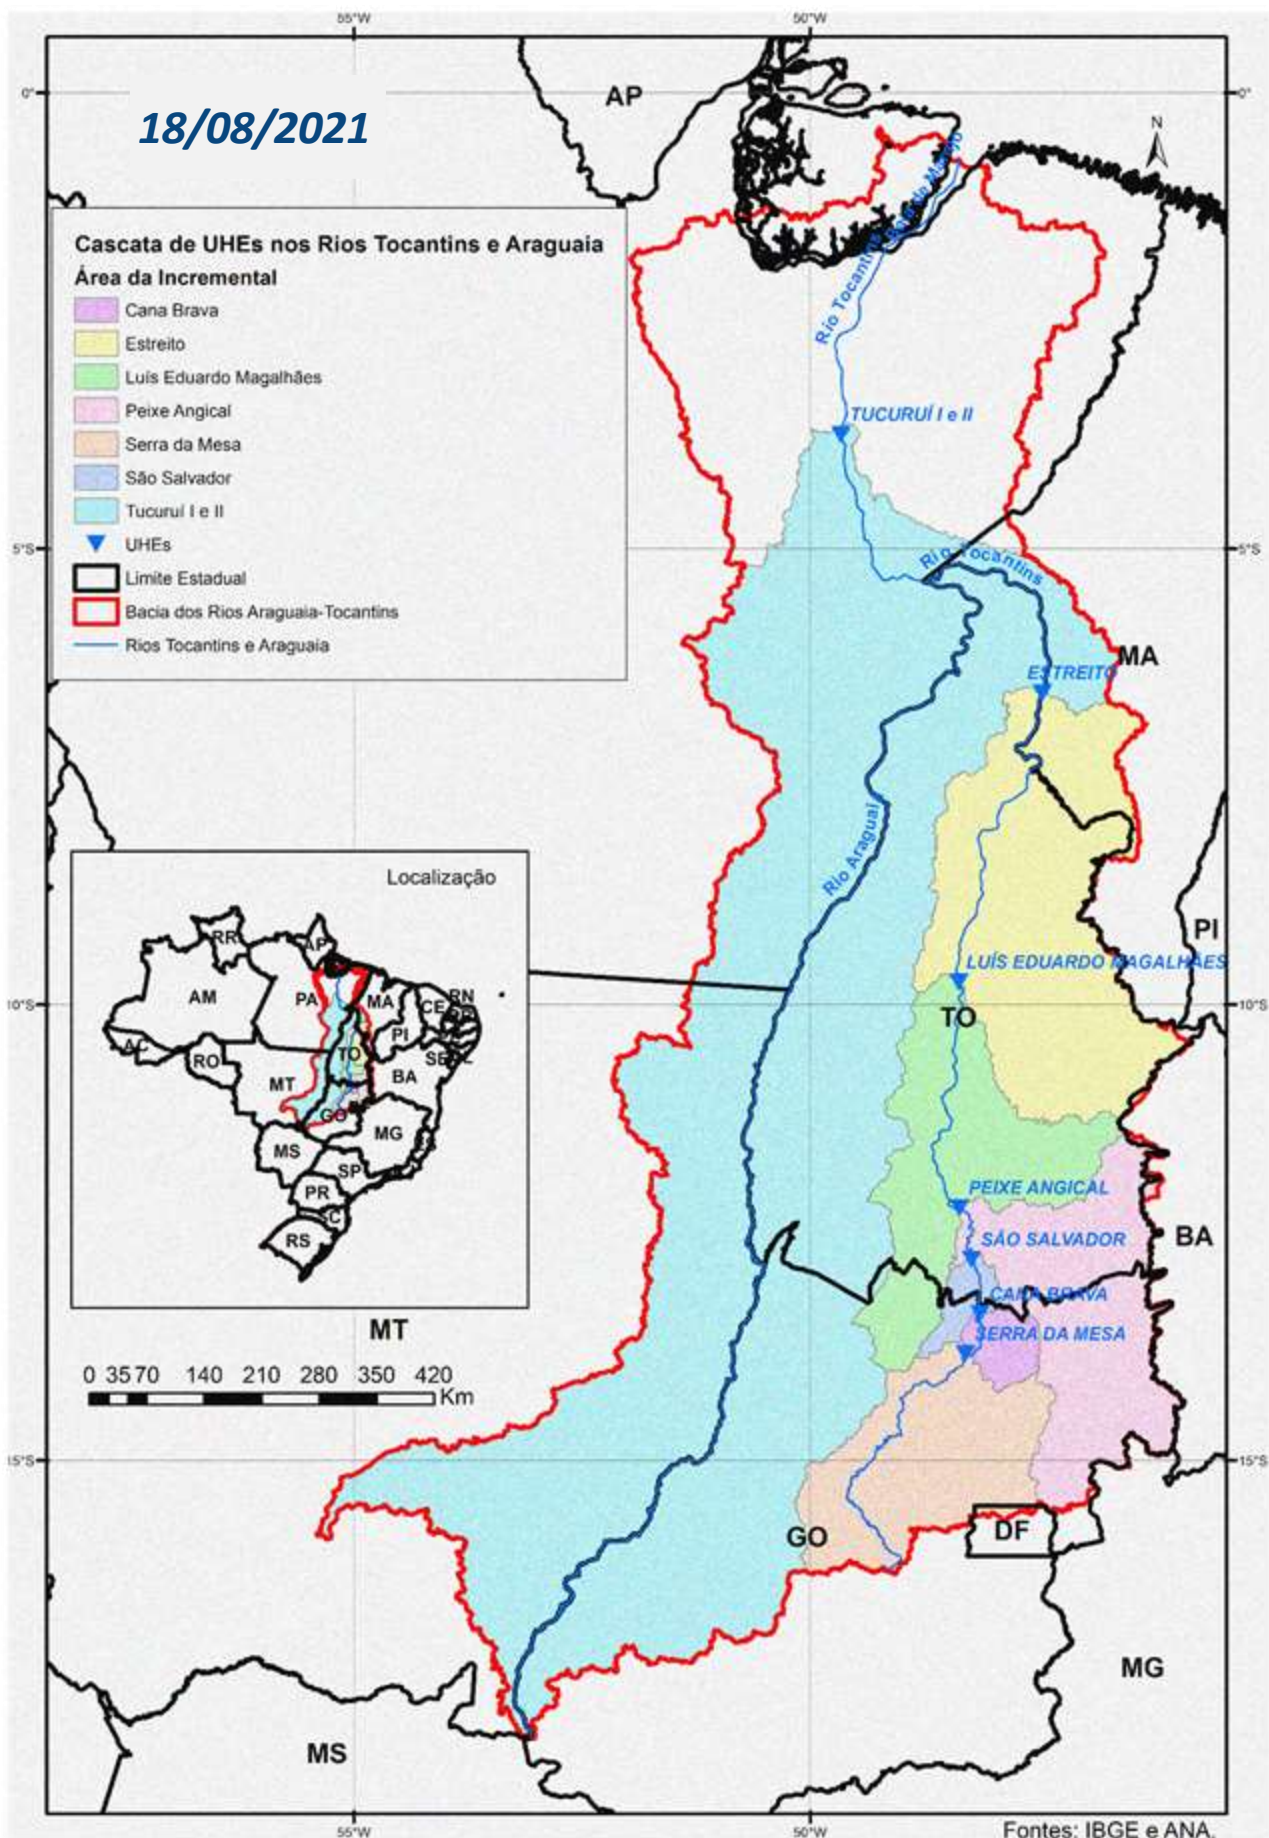 55°W 50°W
0° AP 0°
18/08/2021
N
Baia de Marajó
Cascata de UHEs nos Rios Tocantins e Araguaia
Área da Incremental
Cana Brava
Estreito
Luís Eduardo Magalhães
Peixe Angical
Serra da Mesa
São Salvador
Tucuruí I e II
UHEs
Limite Estadual
Bacia dos Rios Araguaia-Tocantins
Rios Tocantins e Araguaia
Rio Tocantins
TUCURUÍ I e II
5°S 5°S
Rio Tocantins
MA
ESTREITO
Rio Araguai
PI
LUÍS EDUARDO MAGALHÃES
10°S TO 10°S
Localização
RR AP
AM PA MA CE RN
PI
AC RO TO SE
MT BA
GO
MS MG
SP
PR
SC
RS
PEIXE ANGICAL
SÃO SALVADOR BA
CANA BRAVA
SERRA DA MESA
MT
0 35 70 140 210 280 350 420
Km
15°S 15°S
GO DF
MG
MS
55°W 50°W
Fontes: IBGE e ANA.